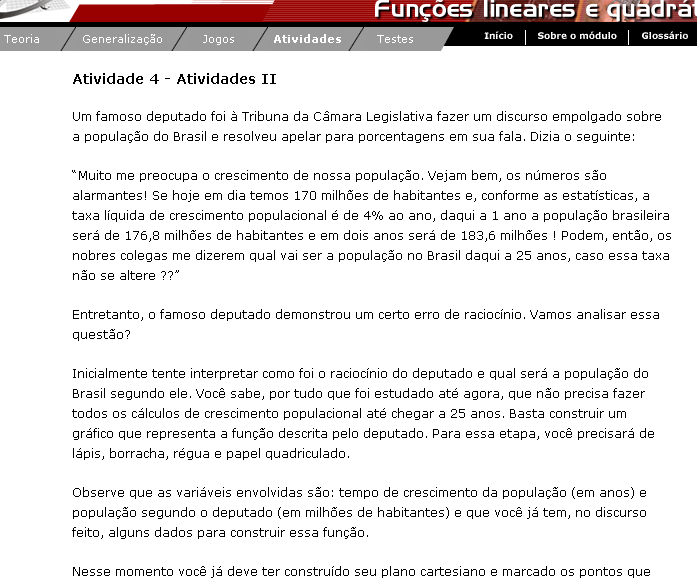 Funções lineares e quadrát
Teoria Generalização Jogos Atividades Testes Início Sobre o módulo Glossário
Atividade 4 - Atividades II
Um famoso deputado foi à Tribuna da Câmara Legislativa fazer um discurso empolgado sobre
a população do Brasil e resolveu apelar para porcentagens em sua fala. Dizia o seguinte:
“Muito me preocupa o crescimento de nossa população. Vejam bem, os números são
alarmantes! Se hoje em dia temos 170 milhões de habitantes e, conforme as estatísticas, a
taxa líquida de crescimento populacional é de 4% ao ano, daqui a 1 ano a população brasileira
será de 176,8 milhões de habitantes e em dois anos será de 183,6 milhões ! Podem, então, os
nobres colegas me dizerem qual vai ser a população no Brasil daqui a 25 anos, caso essa taxa
não se altere ??”
Entretanto, o famoso deputado demonstrou um certo erro de raciocínio. Vamos analisar essa
questão?
Inicialmente tente interpretar como foi o raciocínio do deputado e qual será a população do
Brasil segundo ele. Você sabe, por tudo que foi estudado até agora, que não precisa fazer
todos os cálculos de crescimento populacional até chegar a 25 anos. Basta construir um
gráfico que representa a função descrita pelo deputado. Para essa etapa, você precisará de
lápis, borracha, régua e papel quadriculado.
Observe que as variáveis envolvidas são: tempo de crescimento da população (em anos) e
população segundo o deputado (em milhões de habitantes) e que você já tem, no discurso
feito, alguns dados para construir essa função.
Nesse momento você já deve ter construído seu plano cartesiano e marcado os pontos que